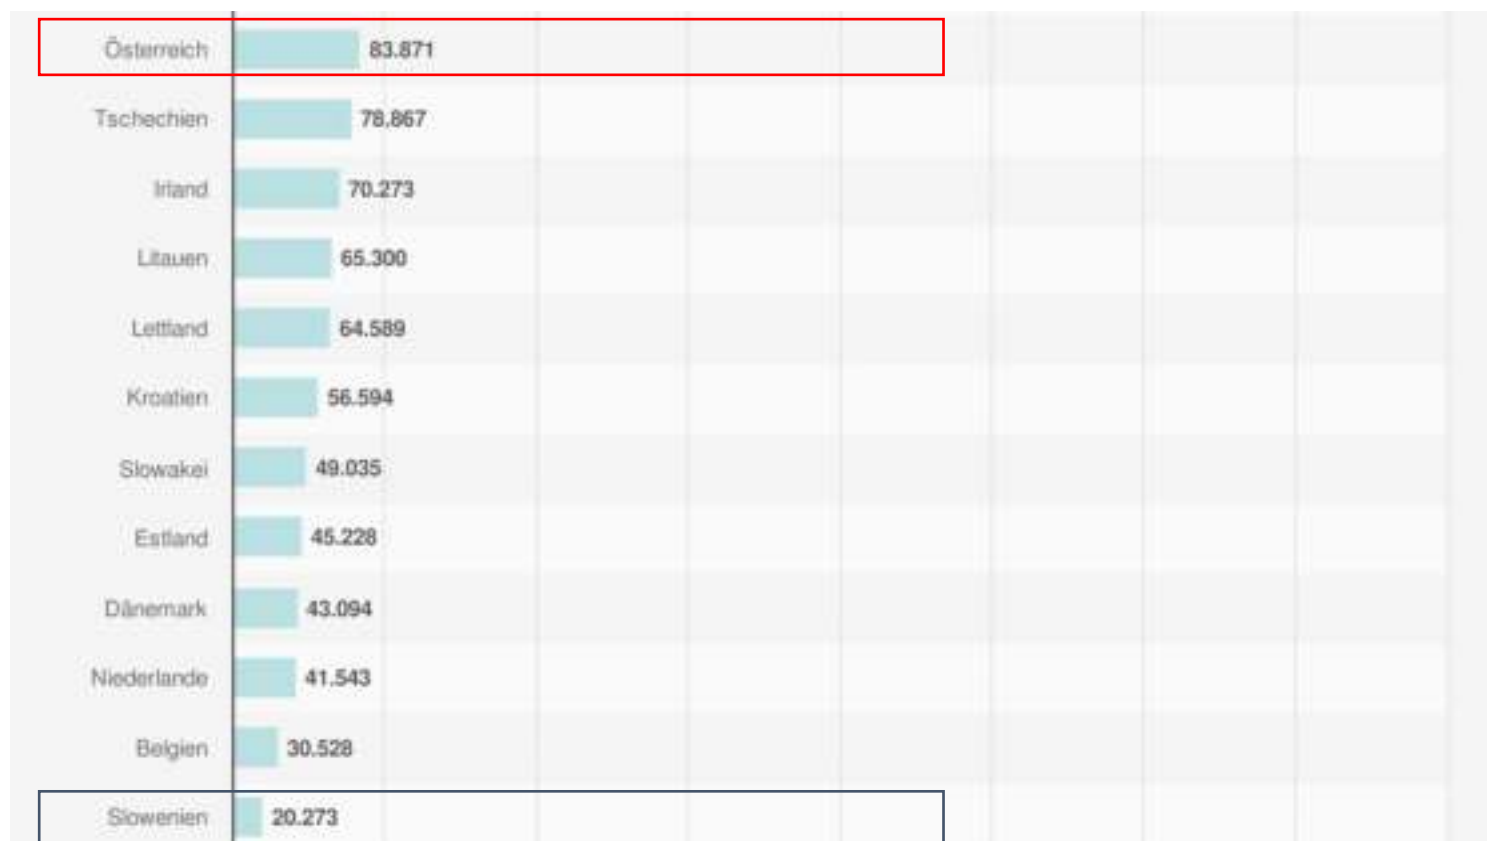 Österreich 83.871
Tschechien 78.867
Irland 70.273
Litauen 65.300
Lettland 64.589
Kroatien 56.594
Slowakei 49.035
Estland 45.228
Dänemark 43.094
Niederlande 41.543
Belgien 30.528
Slowenien 20.273